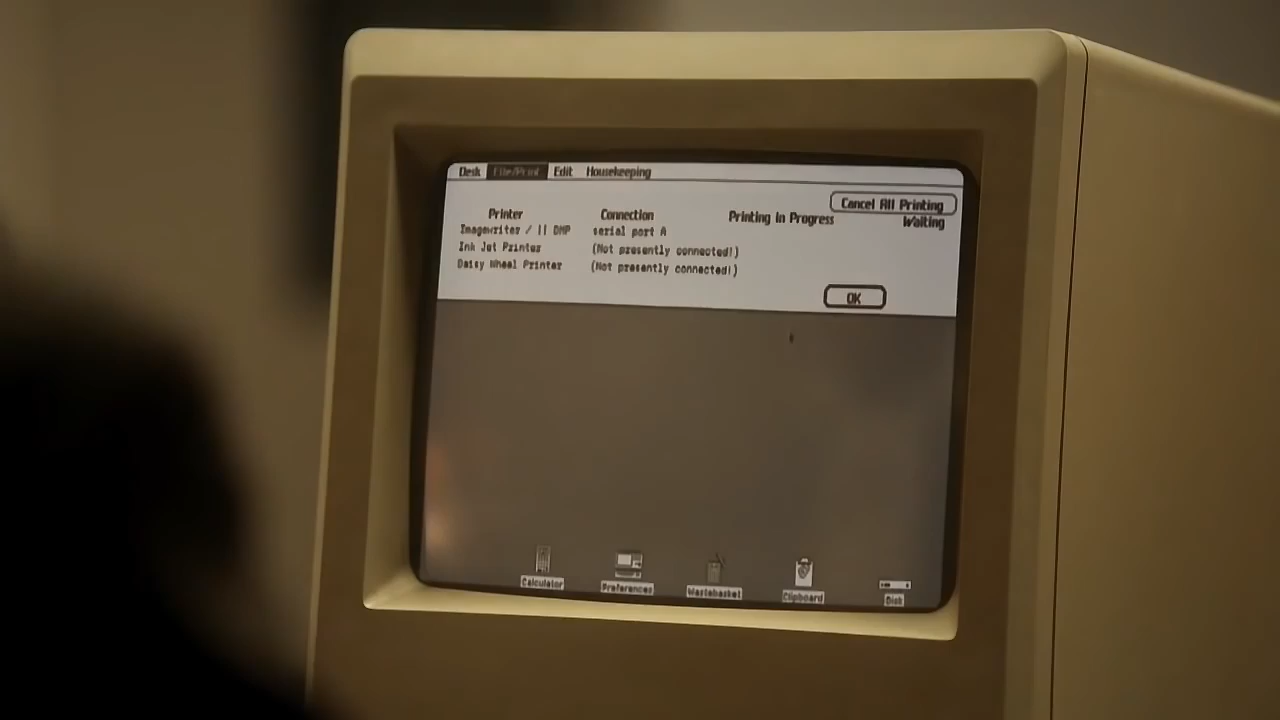 Desk File/Print Edit Housekeeping
Cancel All Printing
Printer Connection Printing in Progress Waiting
Imagewriter / || DMP serial port A
Ink Jet Printer (Not presently connected!)
Daisy Wheel Printer (Not presently connected!)
OK
Calculator Preferences Wastebasket Clipboard Disk